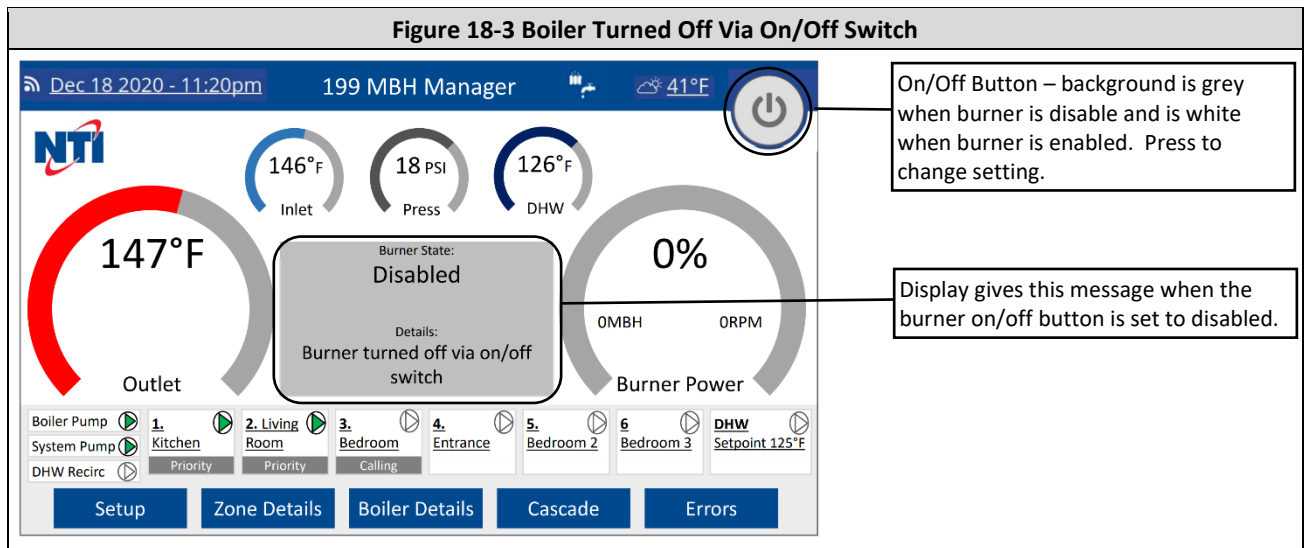 Figure 18-3 Boiler Turned Off Via On/Off Switch
Dec 18 2020 - 11:20pm
199 MBH Manager
41°F
NTI
146°F
Inlet
18 PSI
Press
126°F
DHW
147°F
Outlet
Burner State:
Disabled
Details:
Burner turned off via on/off
switch
0%
0MBH 0RPM
Burner Power
Boiler Pump
System Pump
DHW Recirc
1.
Kitchen
Priority
2. Living
Room
Priority
3.
Bedroom
Calling
4.
Entrance
5.
Bedroom 2
6
Bedroom 3
DHW
Setpoint 125°F
Setup
Zone Details
Boiler Details
Cascade
Errors
On/Off Button – background is grey
when burner is disable and is white
when burner is enabled. Press to
change setting.
Display gives this message when the
burner on/off button is set to disabled.